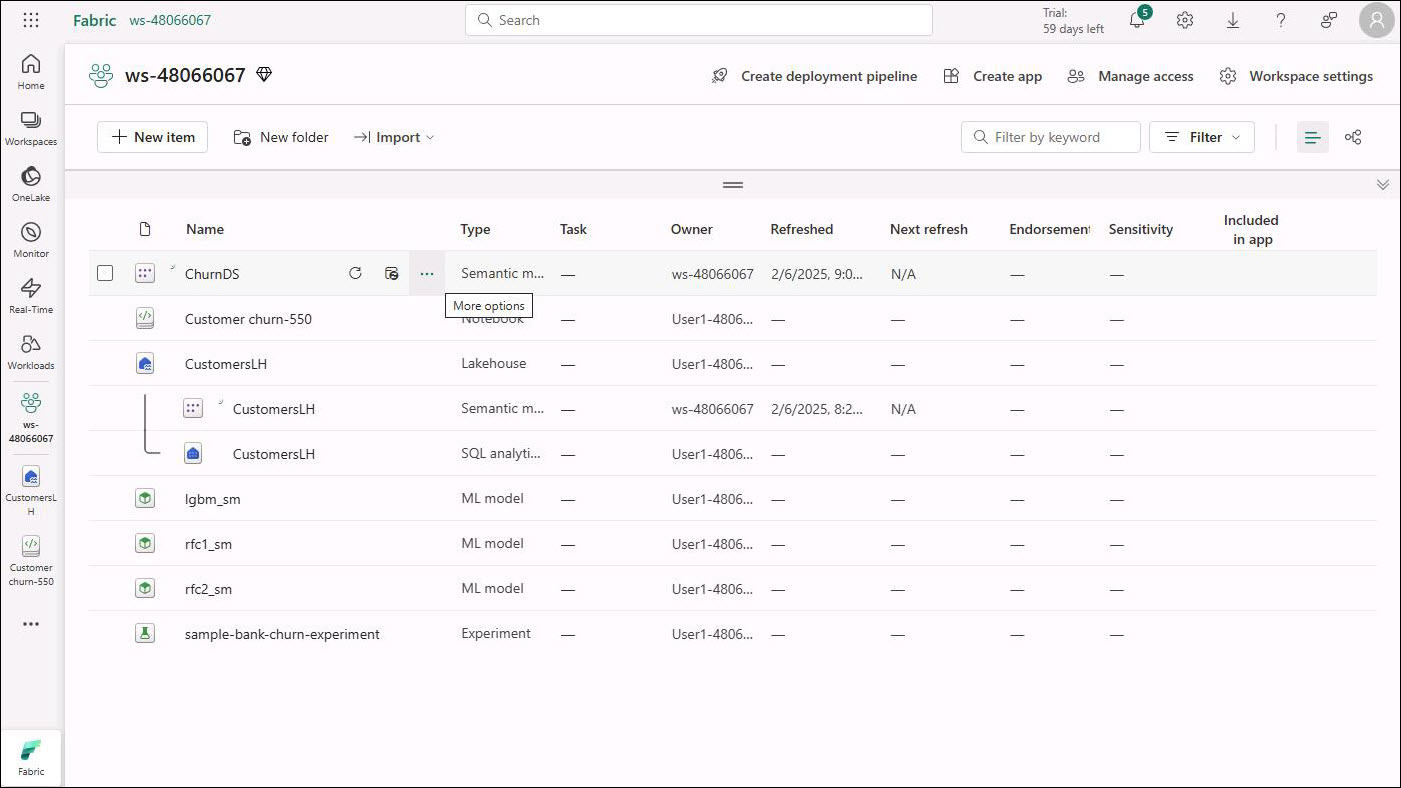 Fabric ws-48066067
Search
Trial:
59 days left
5
Home
Workspaces
OneLake
Monitor
Real-Time
Workloads
ws-
48066067
CustomersL
H
Customer
churn-550
Fabric
ws-48066067
Create deployment pipeline
Create app
Manage access
Workspace settings
New item
New folder
Import
Filter by keyword
Filter
Name Type Task Owner Refreshed Next refresh Endorsement Sensitivity Included
in app
ChurnDS ... Semantic m... — ws-48066067 2/6/2025, 9:0... N/A — —
More options
Customer churn-550 Notebook — User1-4806... — — — —
CustomersLH Lakehouse — User1-4806... — — — —
CustomersLH Semantic m... — ws-48066067 2/6/2025, 8:2... N/A — —
CustomersLH SQL analyti... — User1-4806... — — — —
lgbm_sm ML model — User1-4806... — — — —
rfc1_sm ML model — User1-4806... — — — —
rfc2_sm ML model — User1-4806... — — — —
sample-bank-churn-experiment Experiment — User1-4806... — — — —